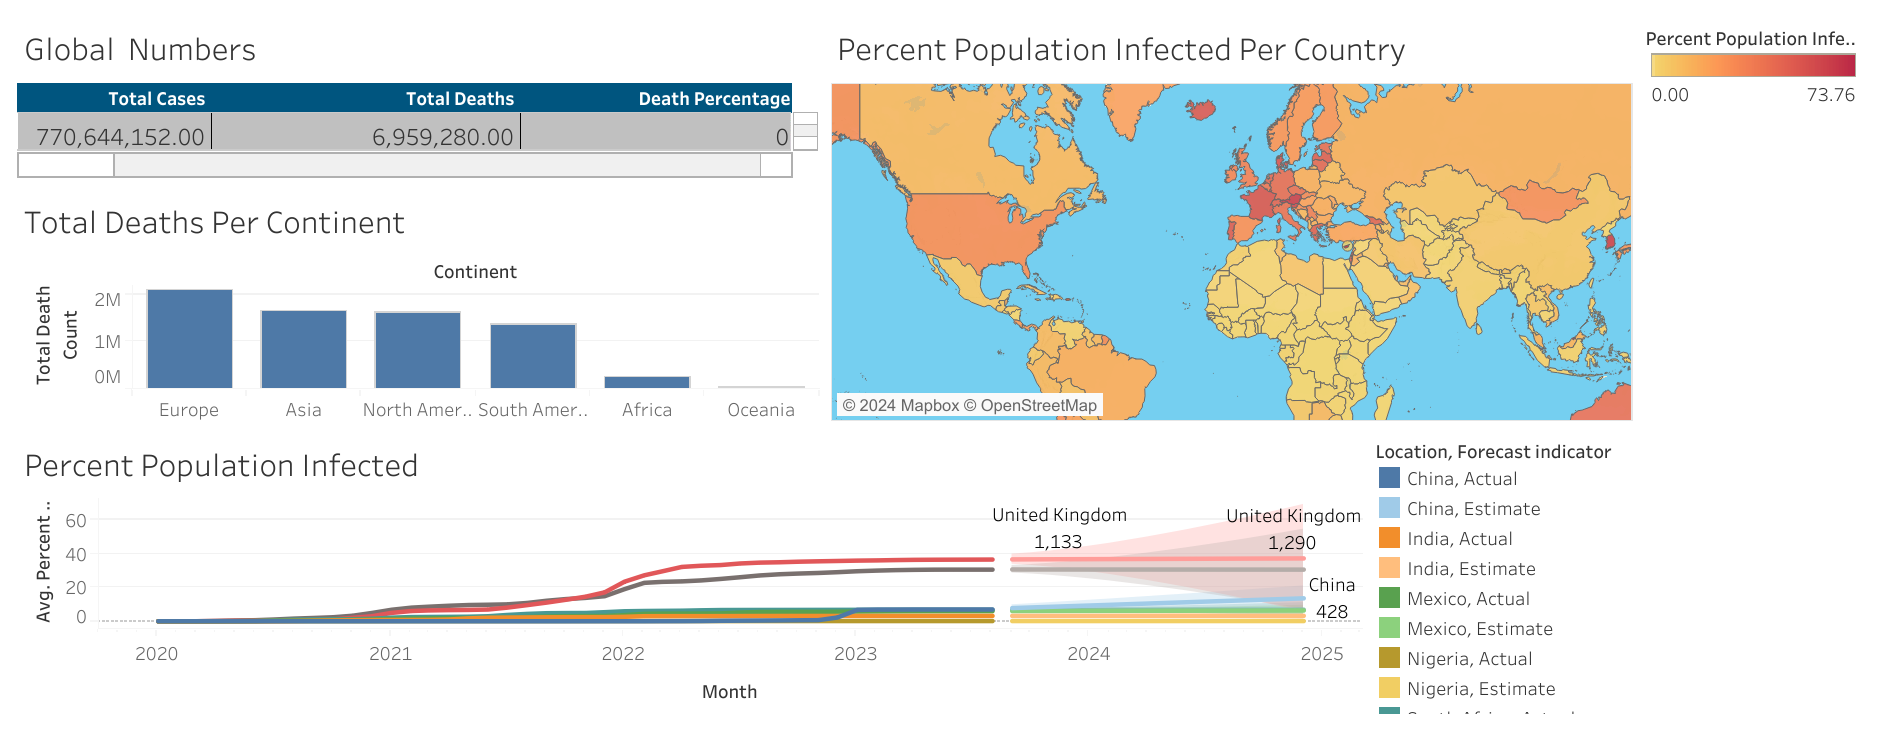 Global Numbers
Total Cases Total Deaths Death Percentage
770,644,152.00 6,959,280.00 0
Total Deaths Per Continent
Continent
Total Death
Count
2M
1M
0M
Europe Asia North Amer.. South Amer.. Africa Oceania
Percent Population Infected Per Country
© 2024 Mapbox © OpenStreetMap
Percent Population Infe..
0.00 73.76
Percent Population Infected
Avg. Percent ..
60
40
20
0
United Kingdom
1,133
United Kingdom
1,290
China
428
2020 2021 2022 2023 2024 2025
Month
Location, Forecast indicator
China, Actual
China, Estimate
India, Actual
India, Estimate
Mexico, Actual
Mexico, Estimate
Nigeria, Actual
Nigeria, Estimate